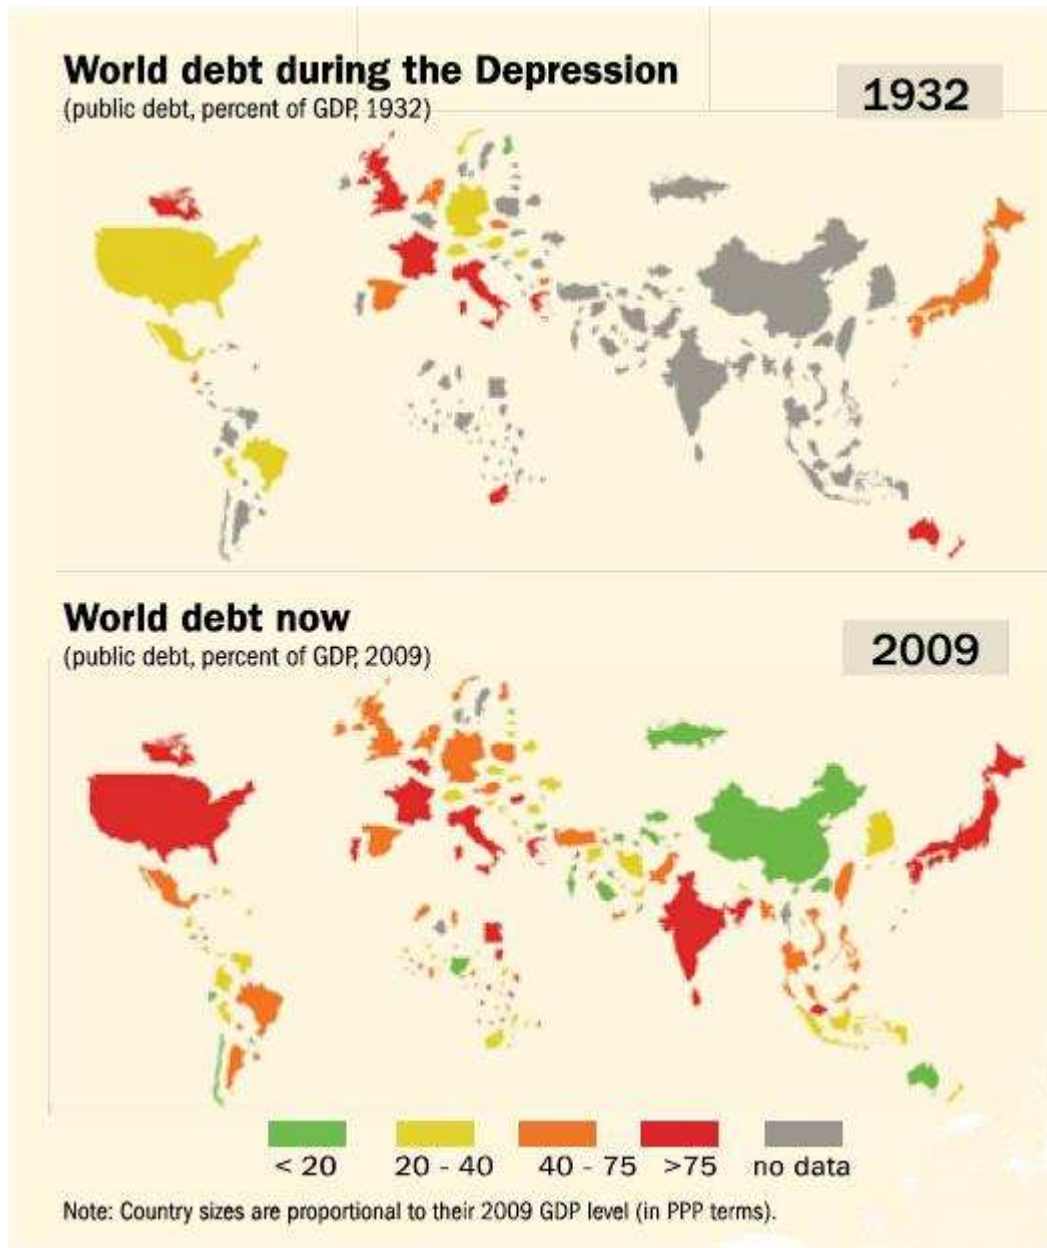 World debt during the Depression
(public debt, percent of GDP, 1932)
1932
World debt now
(public debt, percent of GDP, 2009)
2009
< 20
20 - 40
40 - 75
>75
no data
Note: Country sizes are proportional to their 2009 GDP level (in PPP terms).